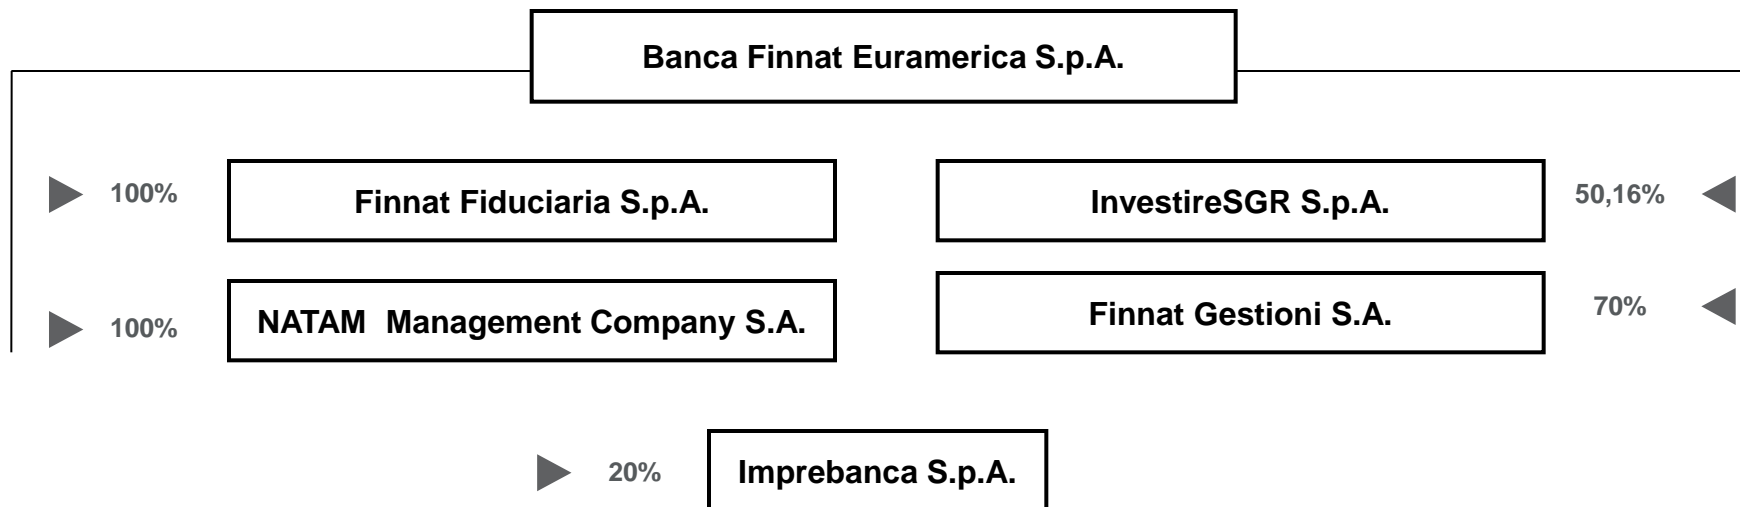 Banca Finnat Euramerica S.p.A.
100% Finnat Fiduciaria S.p.A. InvestireSGR S.p.A. 50,16%
100% NATAM Management Company S.A. Finnat Gestioni S.A. 70%
20% Imprebanca S.p.A.